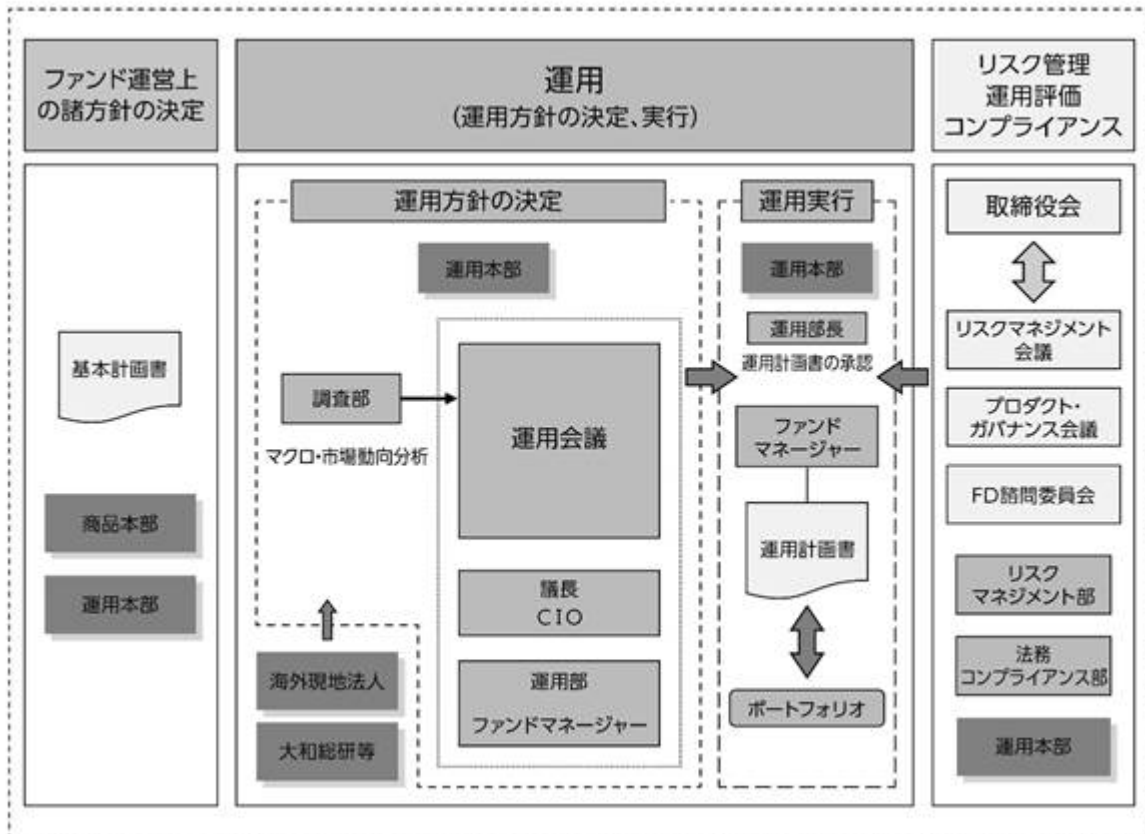 ファンド運営上
の諸方針の決定
運用
(運用方針の決定、実行)
リスク管理
運用評価
コンプライアンス
基本計画書
商品本部
運用本部
運用方針の決定
運用本部
調査部
マクロ・市場動向分析
運用会議
議長
CIO
運用部
ファンドマネージャー
海外現地法人
大和総研等
運用実行
運用本部
運用部長
運用計画書の承認
ファンド
マネージャー
運用計画書
ポートフォリオ
取締役会
リスクマネジメント
会議
プロダクト・
ガバナンス会議
FD諮問委員会
リスク
マネジメント部
法務
コンプライアンス部
運用本部